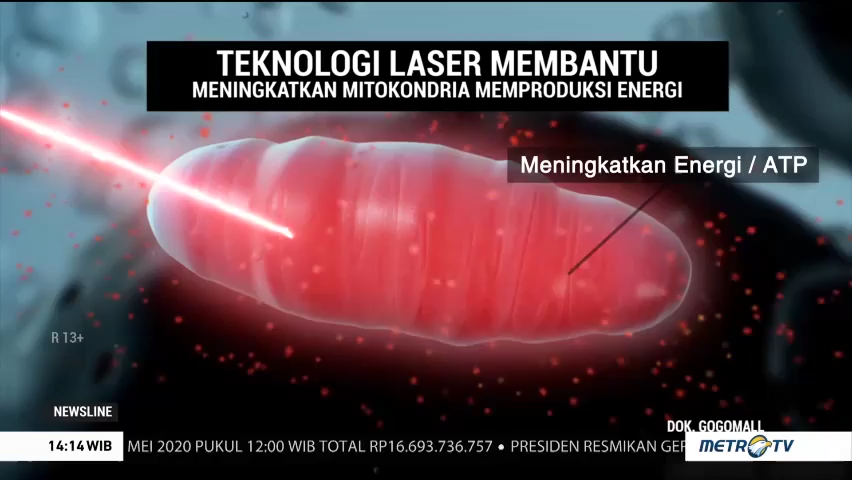 TEKNOLOGI LASER MEMBANTU
MENINGKATKAN MITOKONDRIA MEMPRODUKSI ENERGI
Meningkatkan Energi / ATP
R 13+
NEWSLINE
DOK. GOGOMALL
14:14 WIB
MEI 2020 PUKUL 12:00 WIB TOTAL RP16.693.736.757 • PRESIDEN RESMIKAN
METRO TV